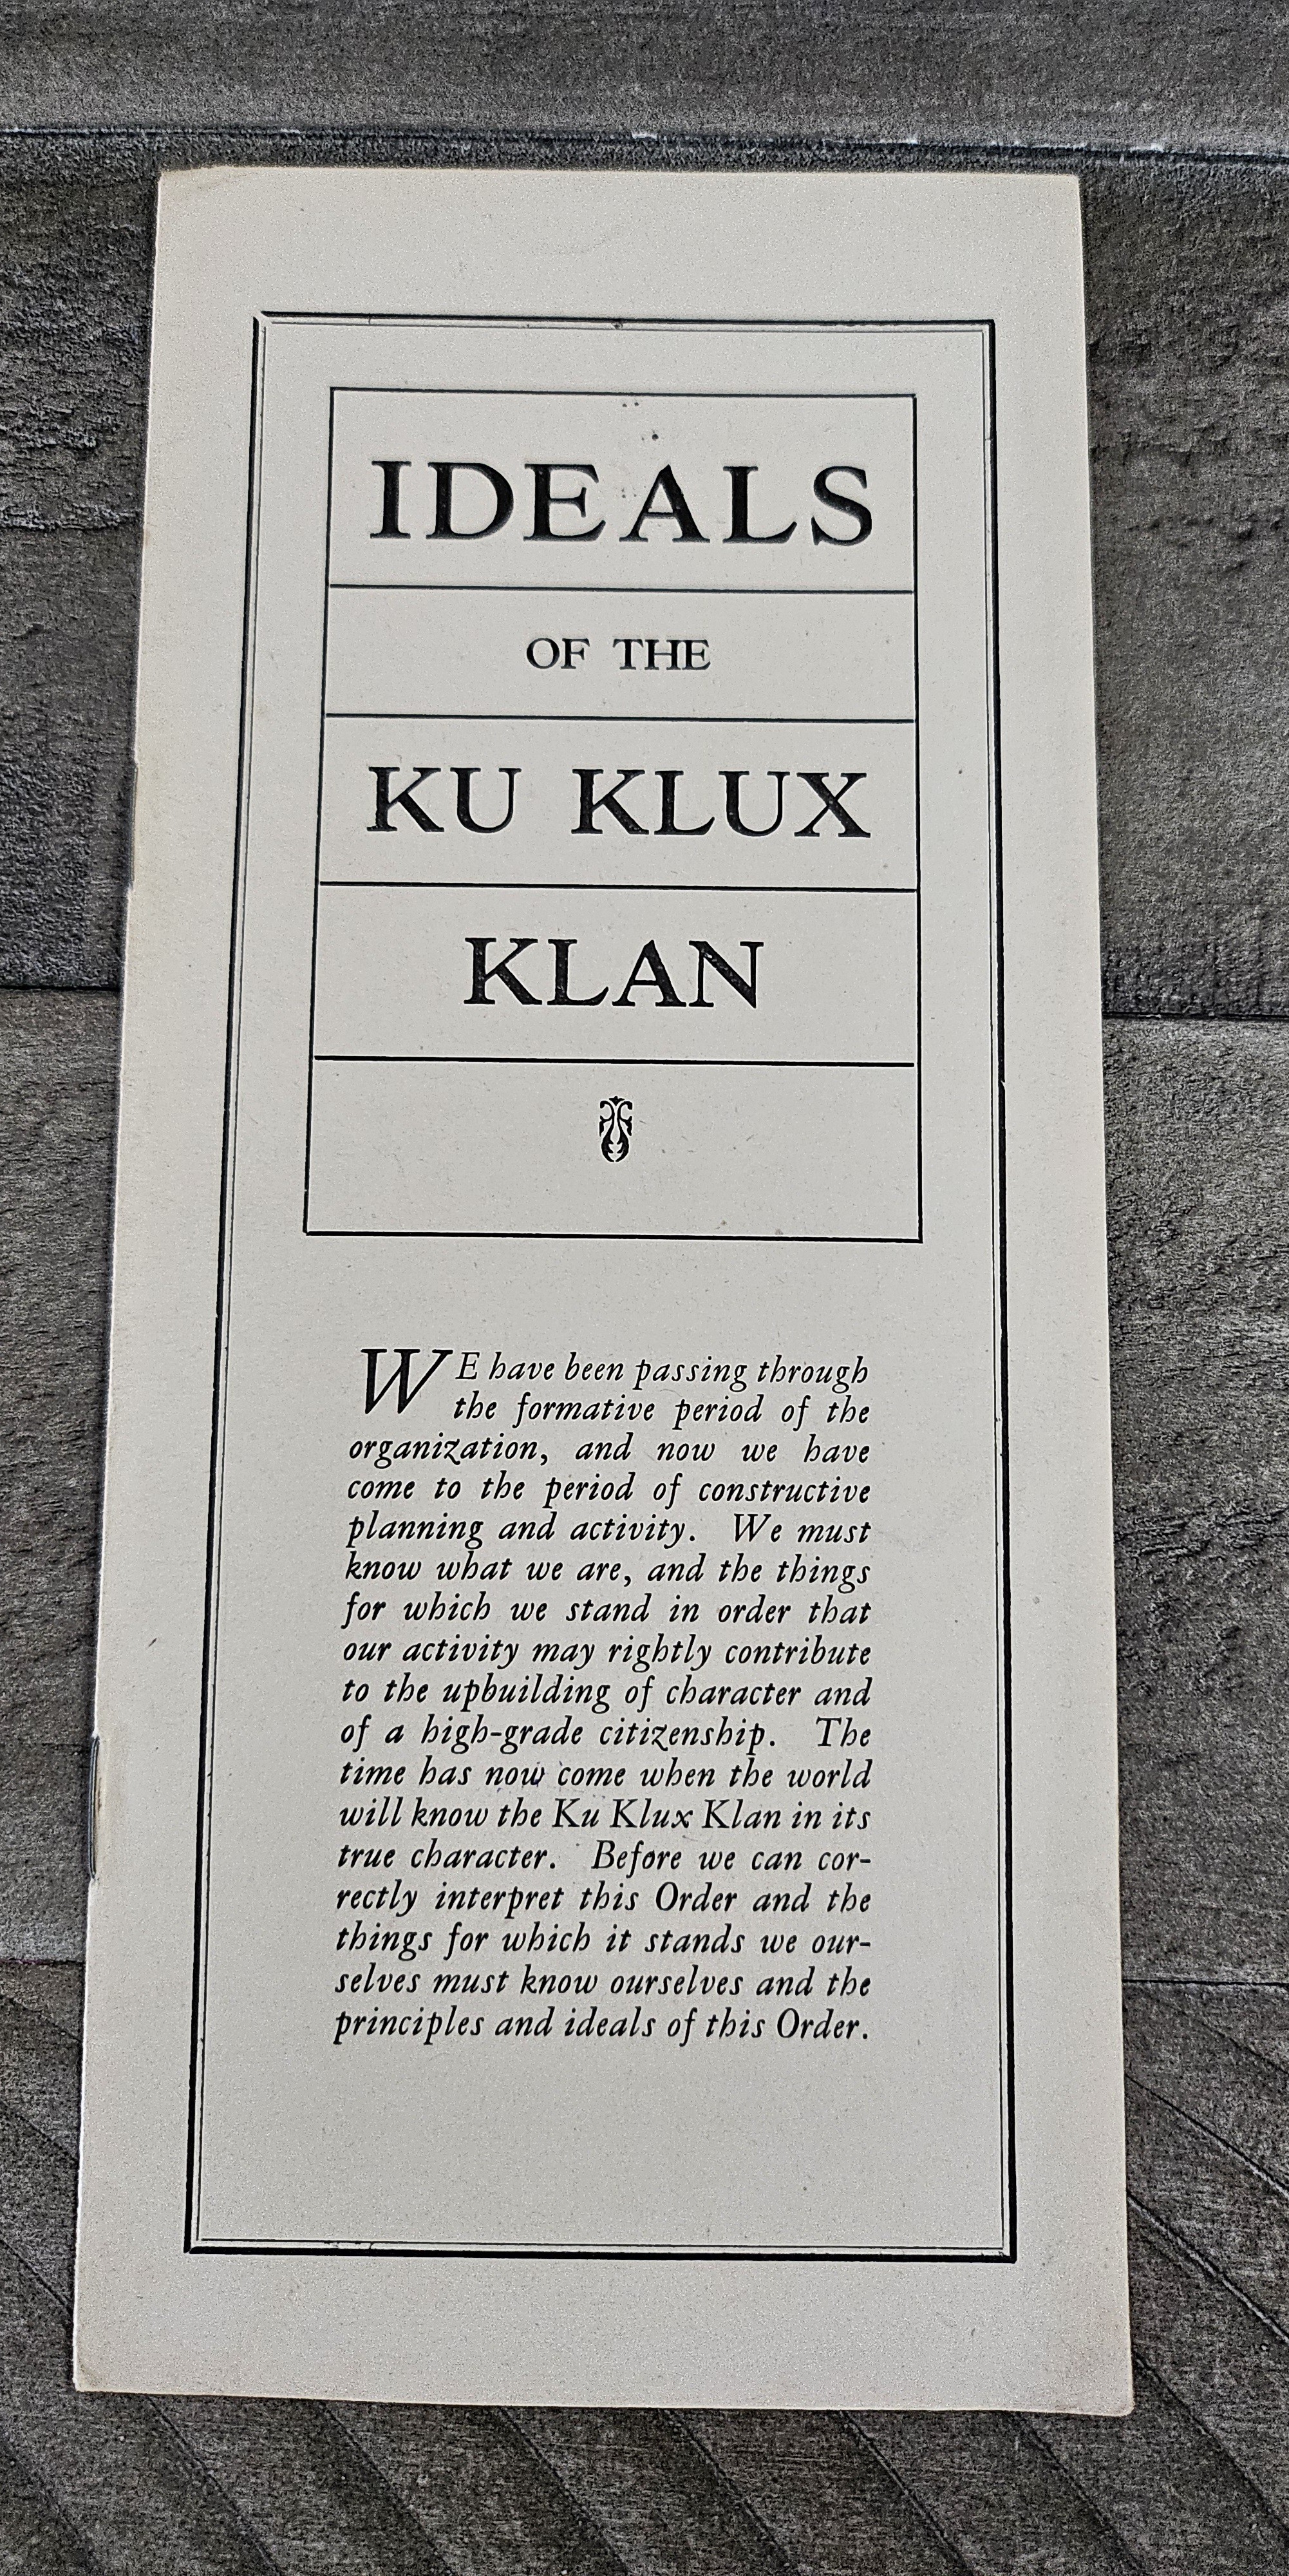 IDEALS
OF THE
KU KLUX
KLAN
WE have been passing through
the formative period of the
organization, and now we have
come to the period of constructive
planning and activity. We must
know what we are, and the things
for which we stand in order that
our activity may rightly contribute
to the upbuilding of character and
of a high-grade citizenship. The
time has now come when the world
will know the Ku Klux Klan in its
true character. Before we can cor-
rectly interpret this Order and the
things for which it stands we our-
selves must know ourselves and the
principles and ideals of this Order.